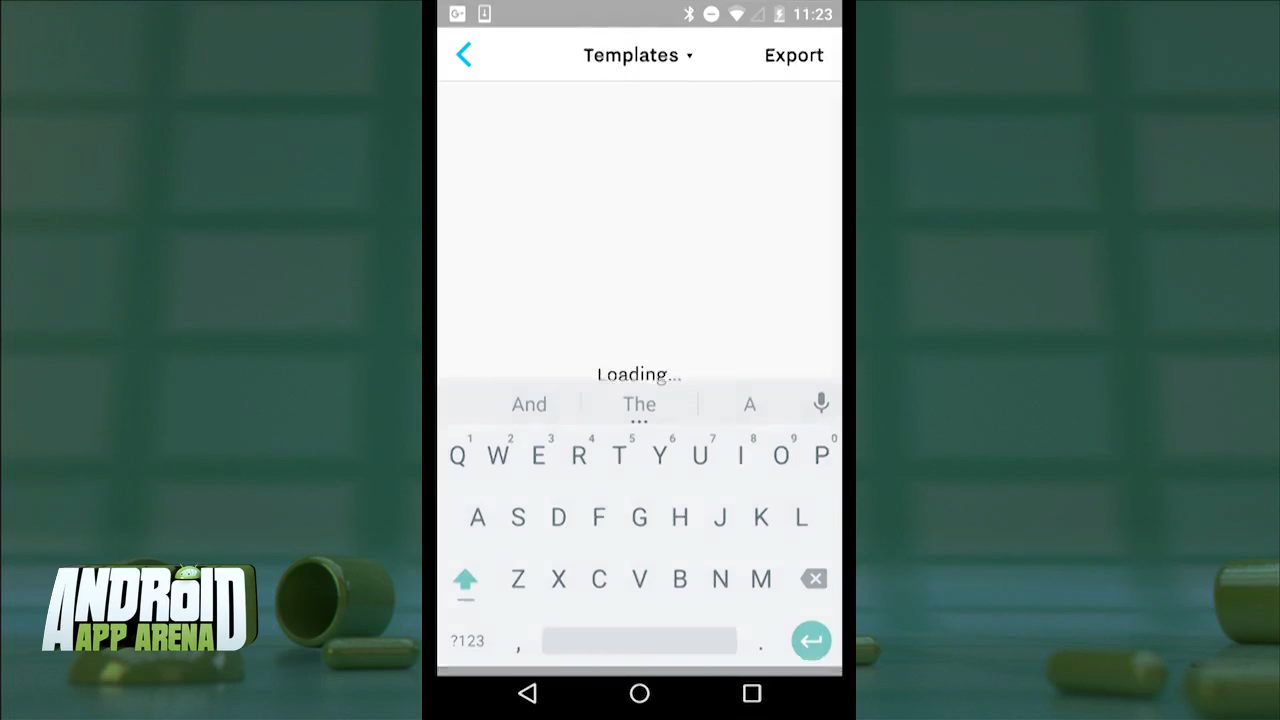 11:23
Templates Export
Loading...
And The A
1 2 3 4 5 6 7 8 9 0
Q W E R T Y U I O P
A S D F G H J K L
Z X C V B N M
?123 , .
ANDROID
APP ARENA